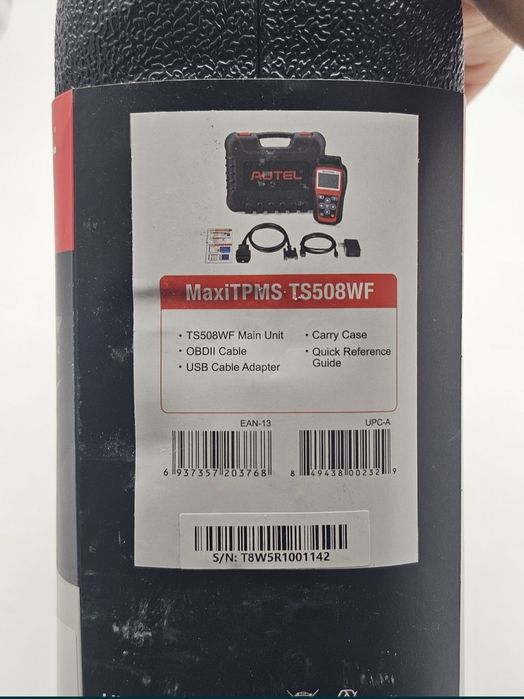 AUTEL
MaxiTPMS TS508WF
• TS508WF Main Unit
• OBDII Cable
• USB Cable Adapter
• Carry Case
• Quick Reference
Guide
EAN-13
6 937357 203768
UPC-A
8 49438 00232 9
S/N: T8W5R1001142